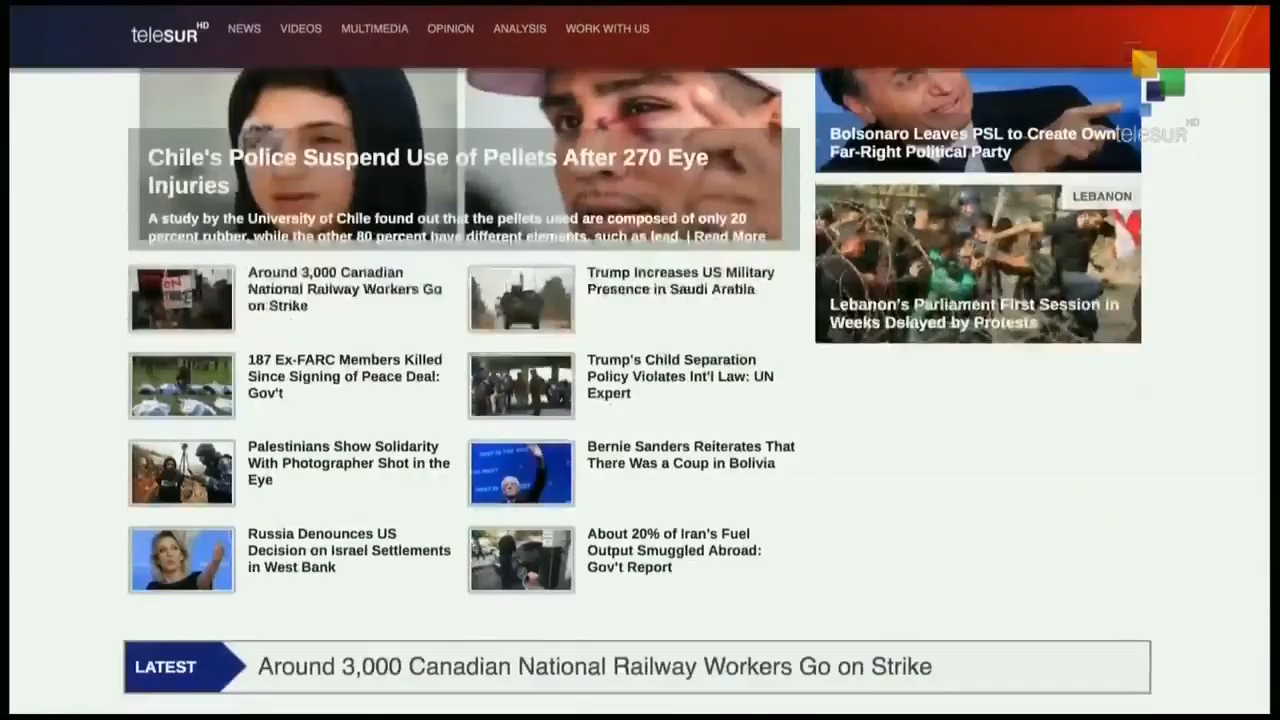 teleSUR HD
NEWS
VIDEOS
MULTIMEDIA
OPINION
ANALYSIS
WORK WITH US
Chile's Police Suspend Use of Pellets After 270 Eye
Injuries
A study by the University of Chile found out that the pellets used are composed of only 20
percent rubber, while the other 80 percent have different elements, such as lead. | Read More
Bolsonaro Leaves PSL to Create Own
Far-Right Political Party
teleSUR HD
LEBANON
Lebanon's Parliament First Session in
Weeks Delayed by Protests
Around 3,000 Canadian
National Railway Workers Go
on Strike
Trump Increases US Military
Presence in Saudi Arabia
187 Ex-FARC Members Killed
Since Signing of Peace Deal:
Gov't
Trump's Child Separation
Policy Violates Int'l Law: UN
Expert
Palestinians Show Solidarity
With Photographer Shot in the
Eye
Bernie Sanders Reiterates That
There Was a Coup in Bolivia
Russia Denounces US
Decision on Israel Settlements
in West Bank
About 20% of Iran's Fuel
Output Smuggled Abroad:
Gov't Report
LATEST
Around 3,000 Canadian National Railway Workers Go on Strike